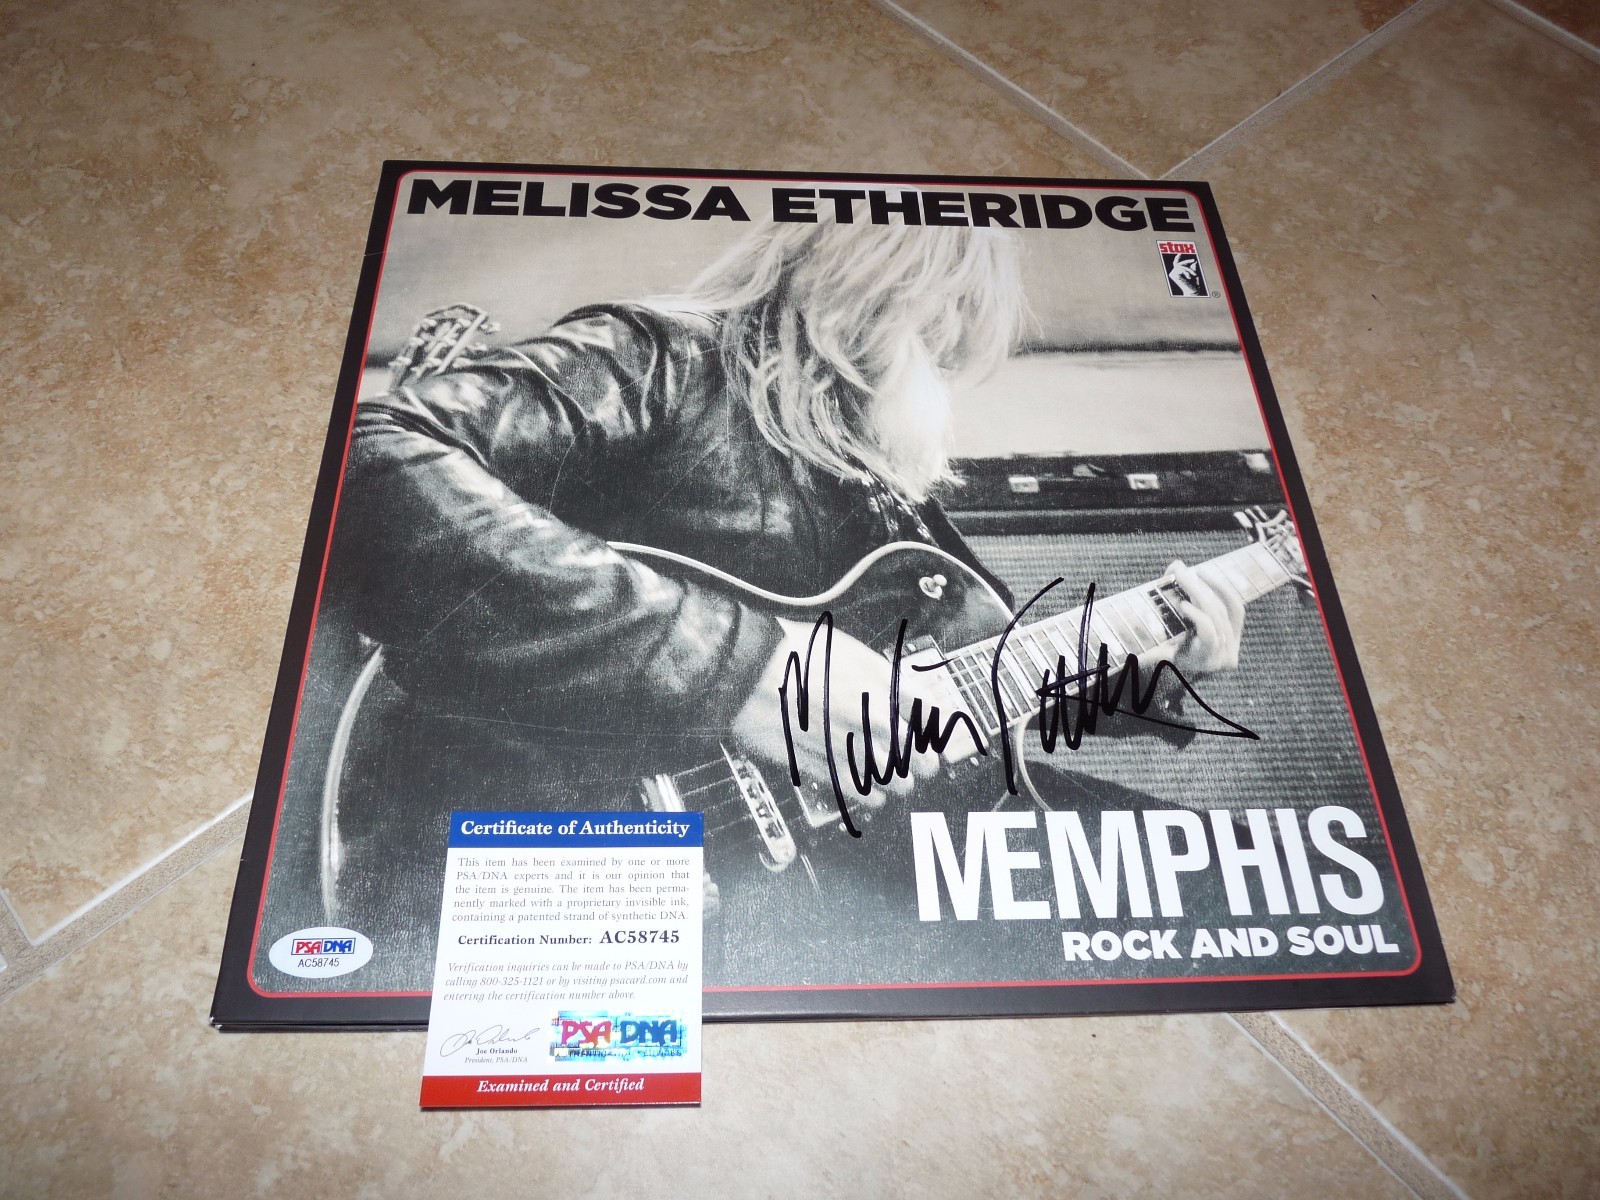 MELISSA ETHERIDGE
stax
®
MEMPHIS
ROCK AND SOUL
PSA DNA
AC58745
Certificate of Authenticity
This item has been examined by one or more
PSA/DNA experts and it is our opinion that
the item is genuine. The item has been perma-
nently marked with a proprietary invisible ink,
containing a patented strand of synthetic DNA.
Certification Number: AC58745
Verification inquiries can be made to PSA/DNA by
calling 800-325-1121 or by visiting psacard.com and
entering the certification number above.
Joe Orlando
President, PSA/DNA
PSA DNA
Examined and Certified